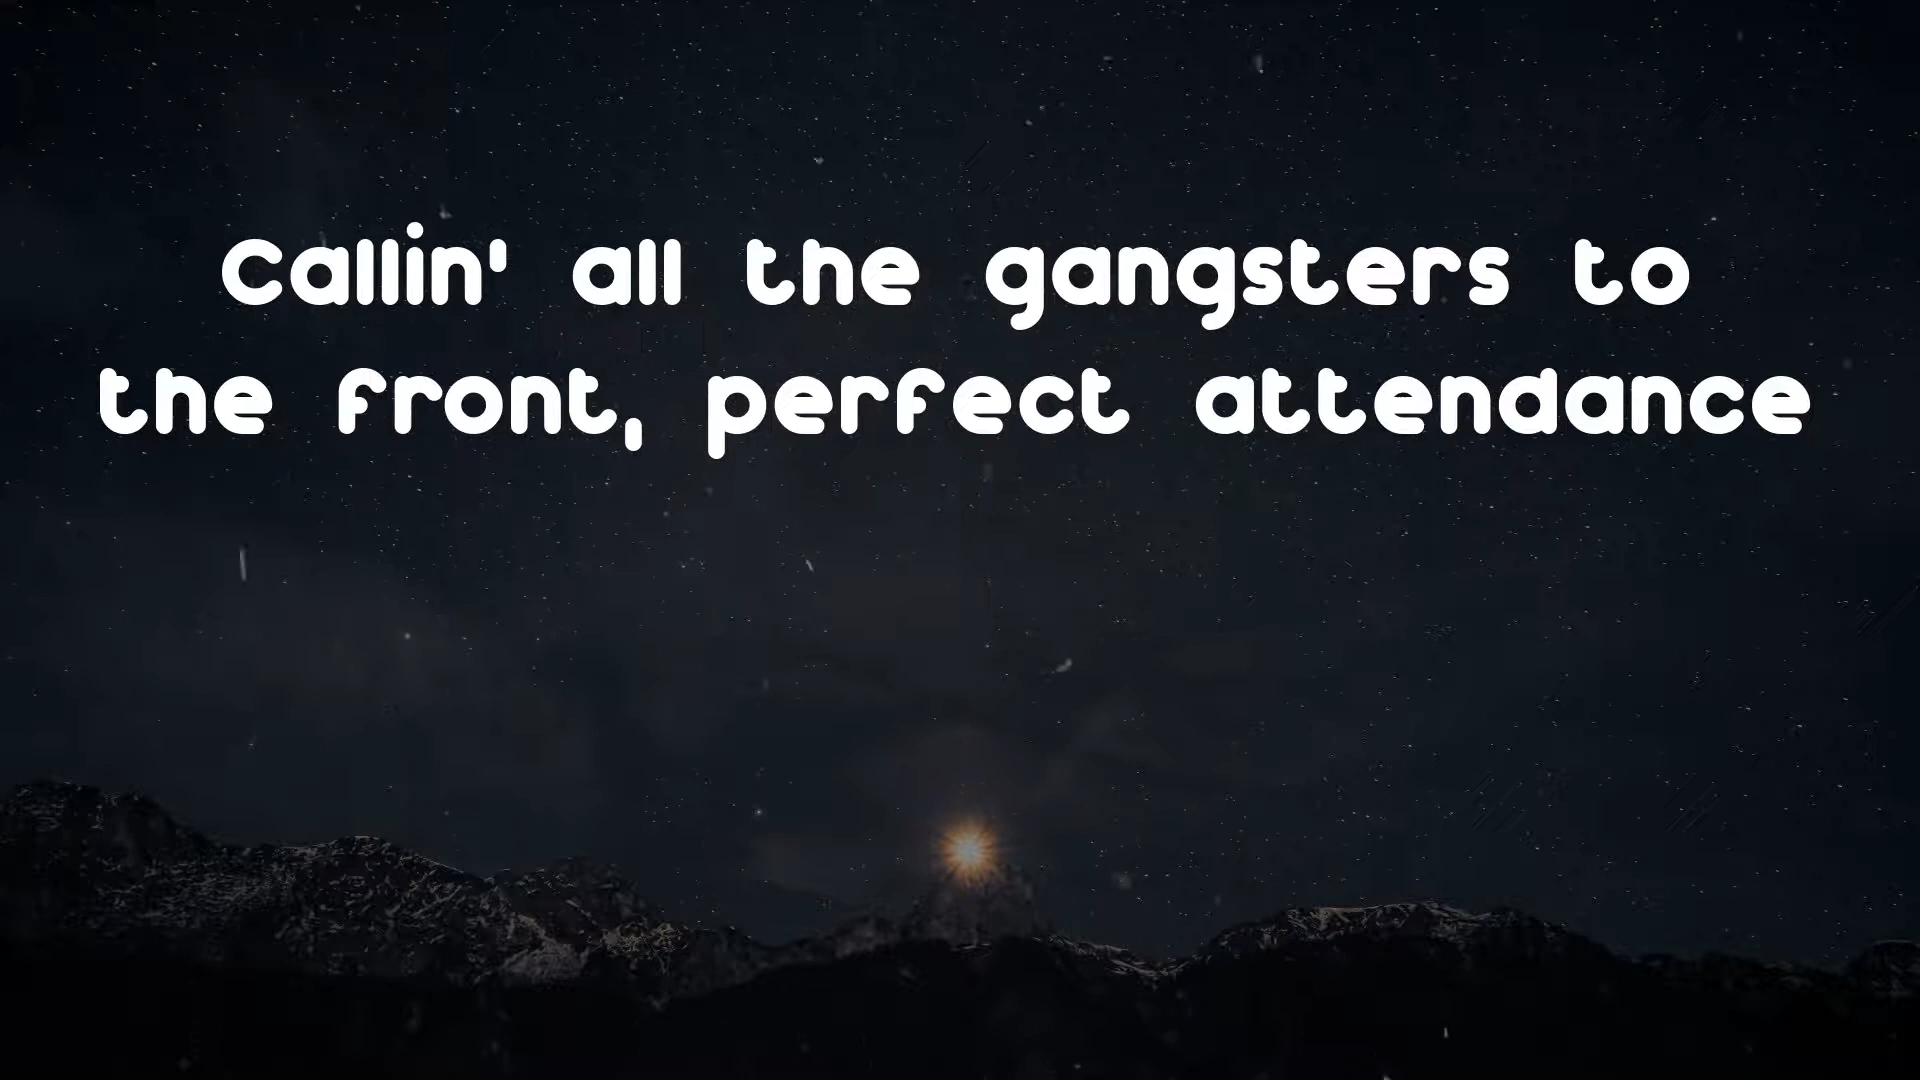 Callin' all the gangsters to
the front, perfect attendance